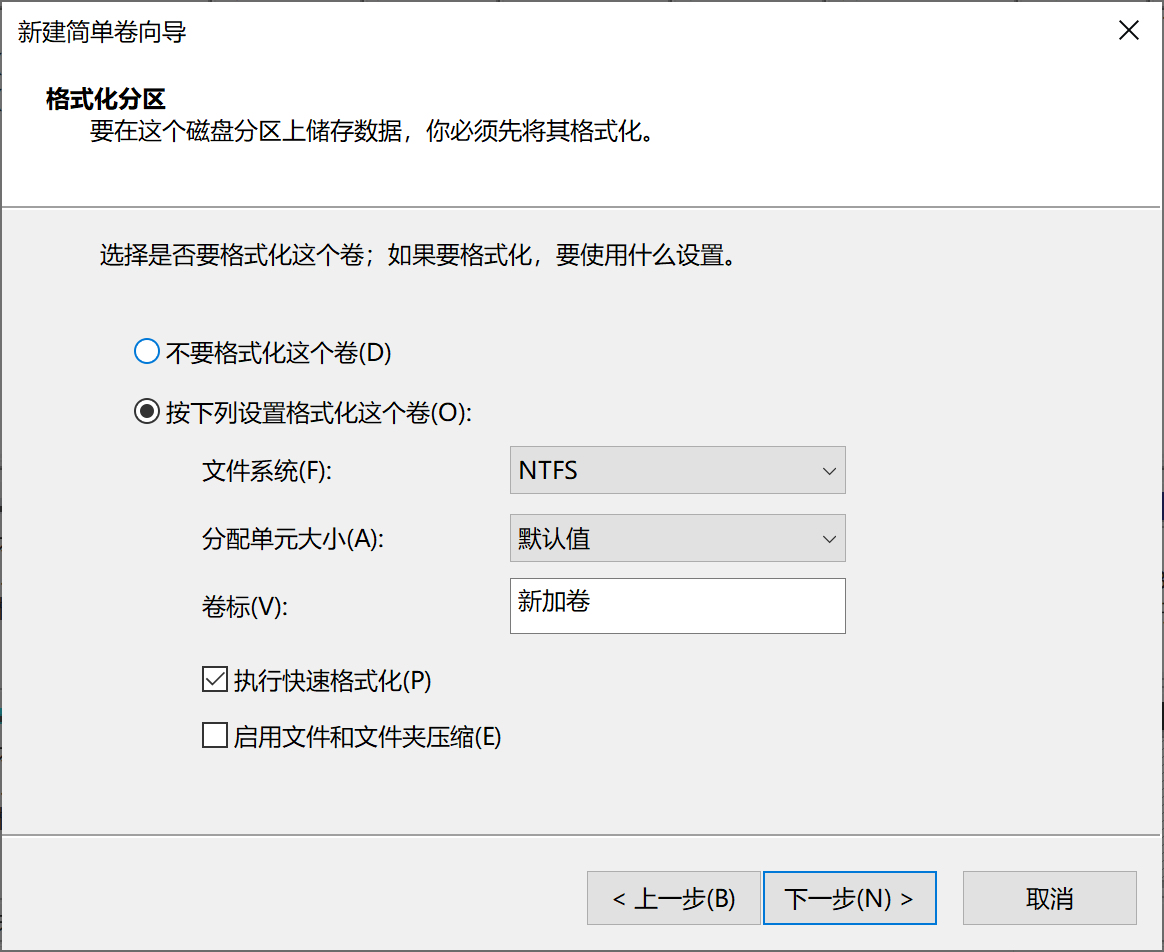 新建简单卷向导
格式化分区
要在这个磁盘分区上储存数据，你必须先将其格式化。
选择是否要格式化这个卷；如果要格式化，要使用什么设置。
不要格式化这个卷(D)
按下列设置格式化这个卷(O):
文件系统(F):
NTFS
分配单元大小(A):
默认值
卷标(V):
新加卷
执行快速格式化(P)
启用文件和文件夹压缩(E)
< 上一步(B)
下一步(N) >
取消